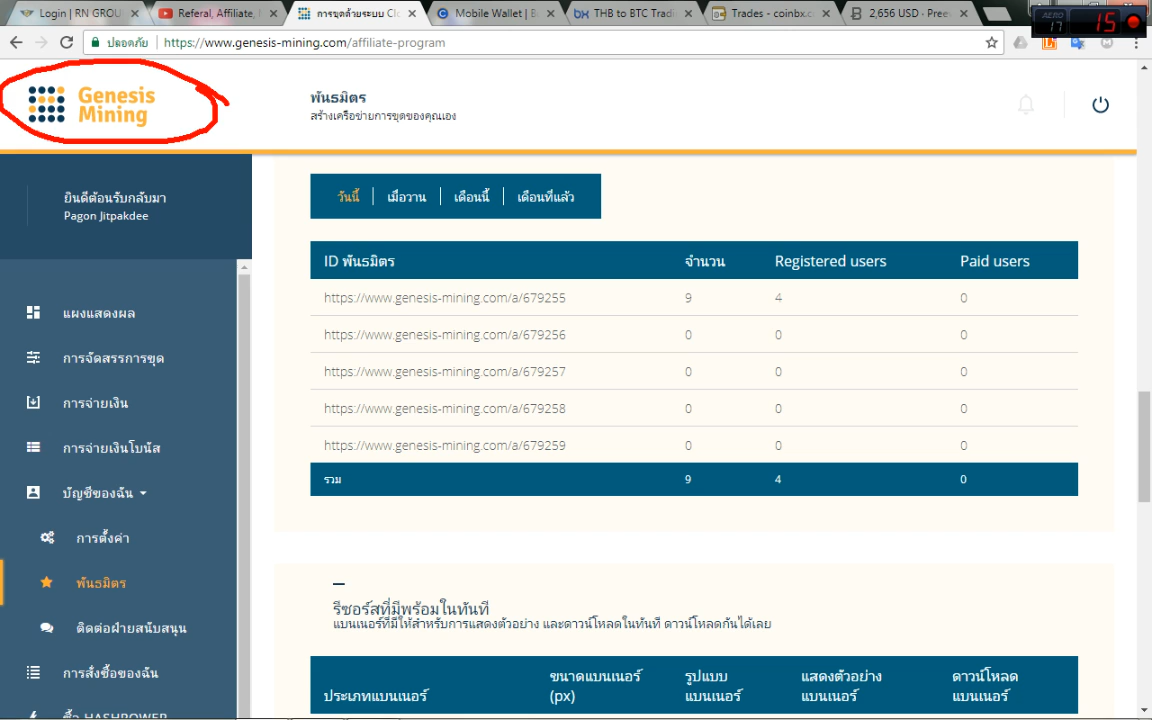 Login | RN GROU
Referal, Affiliate,
การขุดด้วยระบบ Cl
Mobile Wallet | B
THB to BTC Tradi
Trades - coinbx.c
2,656 USD - Pree
AERO
17
15
ปลอดภัย
https://www.genesis-mining.com/affiliate-program
Genesis
Mining
พันธมิตร
สร้างเครือข่ายการขุดของคุณเอง
ยินดีต้อนรับกลับมา
Pagon Jitpakdee
แผงแสดงผล
การจัดสรรการขุด
การจ่ายเงิน
การจ่ายเงินโบนัส
บัญชีของฉัน
การตั้งค่า
พันธมิตร
ติดต่อฝ่ายสนับสนุน
การสั่งซื้อของฉัน
ซื้อ HASHPOWER
วันนี้ เมื่อวาน เดือนนี้ เดือนที่แล้ว
ID พันธมิตร จำนวน Registered users Paid users
https://www.genesis-mining.com/a/679255 9 4 0
https://www.genesis-mining.com/a/679256 0 0 0
https://www.genesis-mining.com/a/679257 0 0 0
https://www.genesis-mining.com/a/679258 0 0 0
https://www.genesis-mining.com/a/679259 0 0 0
รวม 9 4 0
รีซอร์สที่มีพร้อมในทันที
แบนเนอร์ที่มีให้สำหรับการแสดงตัวอย่าง และดาวน์โหลดในทันที ดาวน์โหลดกันได้เลย
ประเภทแบนเนอร์
ขนาดแบนเนอร์
(px)
รูปแบบ
แบนเนอร์
แสดงตัวอย่าง
แบนเนอร์
ดาวน์โหลด
แบนเนอร์